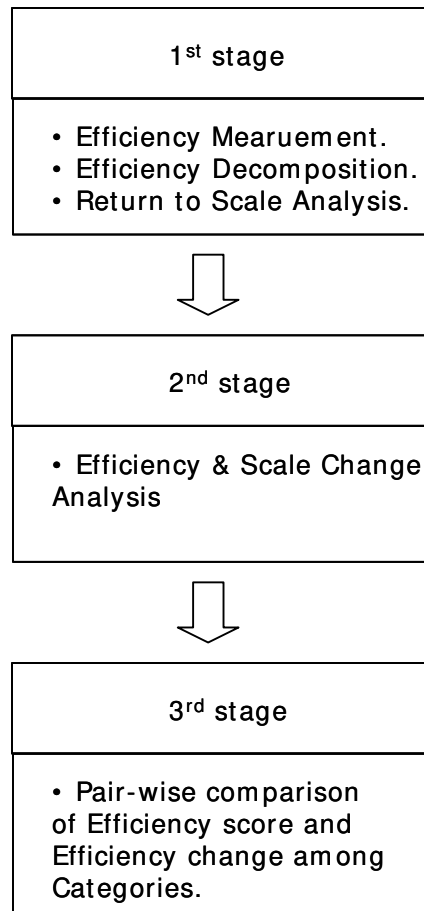 1st stage
• Efficiency Mearuement.
• Efficiency Decomposition.
• Return to Scale Analysis.
2nd stage
• Efficiency & Scale Change
Analysis
3rd stage
• Pair-wise comparison
of Efficiency score and
Efficiency change among
Categories.